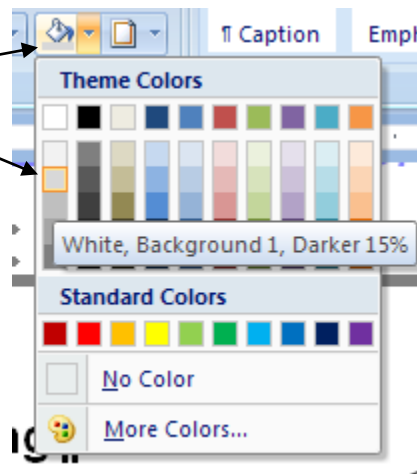 ¶ Caption Emph
Theme Colors
White, Background 1, Darker 15%
Standard Colors
No Color
More Colors...